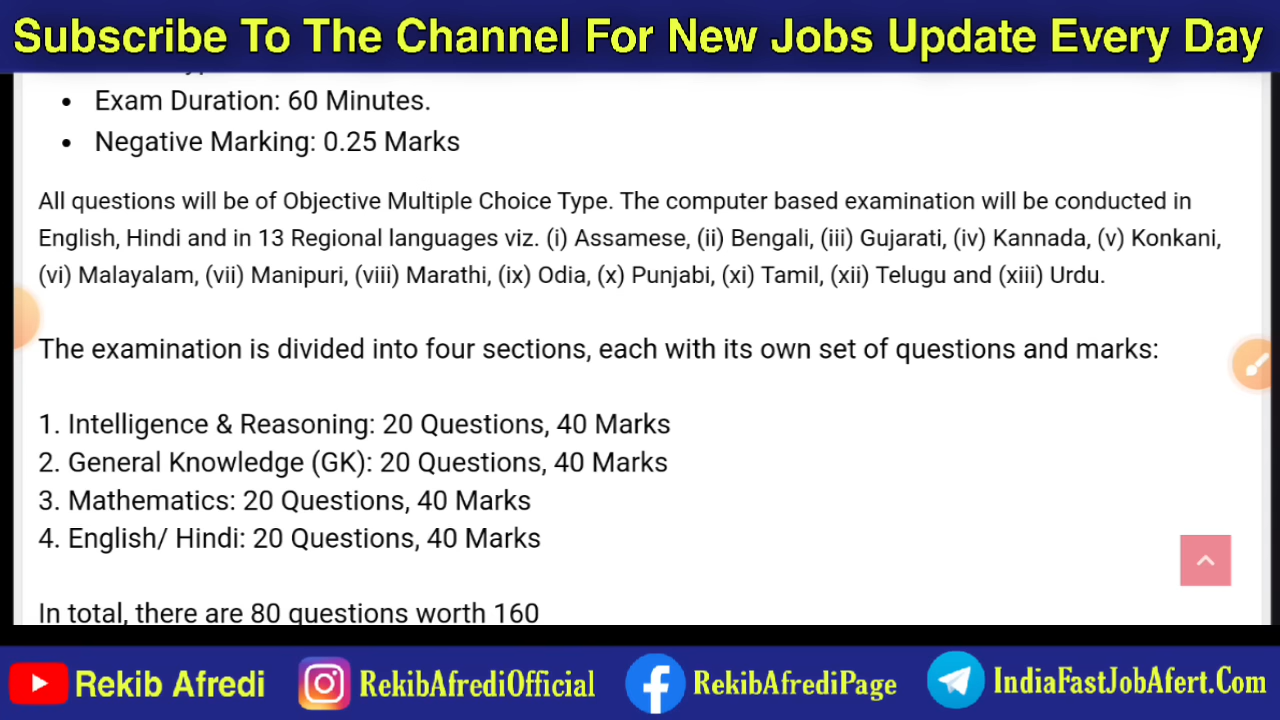 Subscribe To The Channel For New Jobs Update Every Day
• Exam Duration: 60 Minutes.
• Negative Marking: 0.25 Marks
All questions will be of Objective Multiple Choice Type. The computer based examination will be conducted in
English, Hindi and in 13 Regional languages viz. (i) Assamese, (ii) Bengali, (iii) Gujarati, (iv) Kannada, (v) Konkani,
(vi) Malayalam, (vii) Manipuri, (viii) Marathi, (ix) Odia, (x) Punjabi, (xi) Tamil, (xii) Telugu and (xiii) Urdu.
The examination is divided into four sections, each with its own set of questions and marks:
1. Intelligence & Reasoning: 20 Questions, 40 Marks
2. General Knowledge (GK): 20 Questions, 40 Marks
3. Mathematics: 20 Questions, 40 Marks
4. English/ Hindi: 20 Questions, 40 Marks
In total, there are 80 questions worth 160
Rekib Afredi RekibAfrediOfficial RekibAfrediPage IndiaFastJobAfert.Com